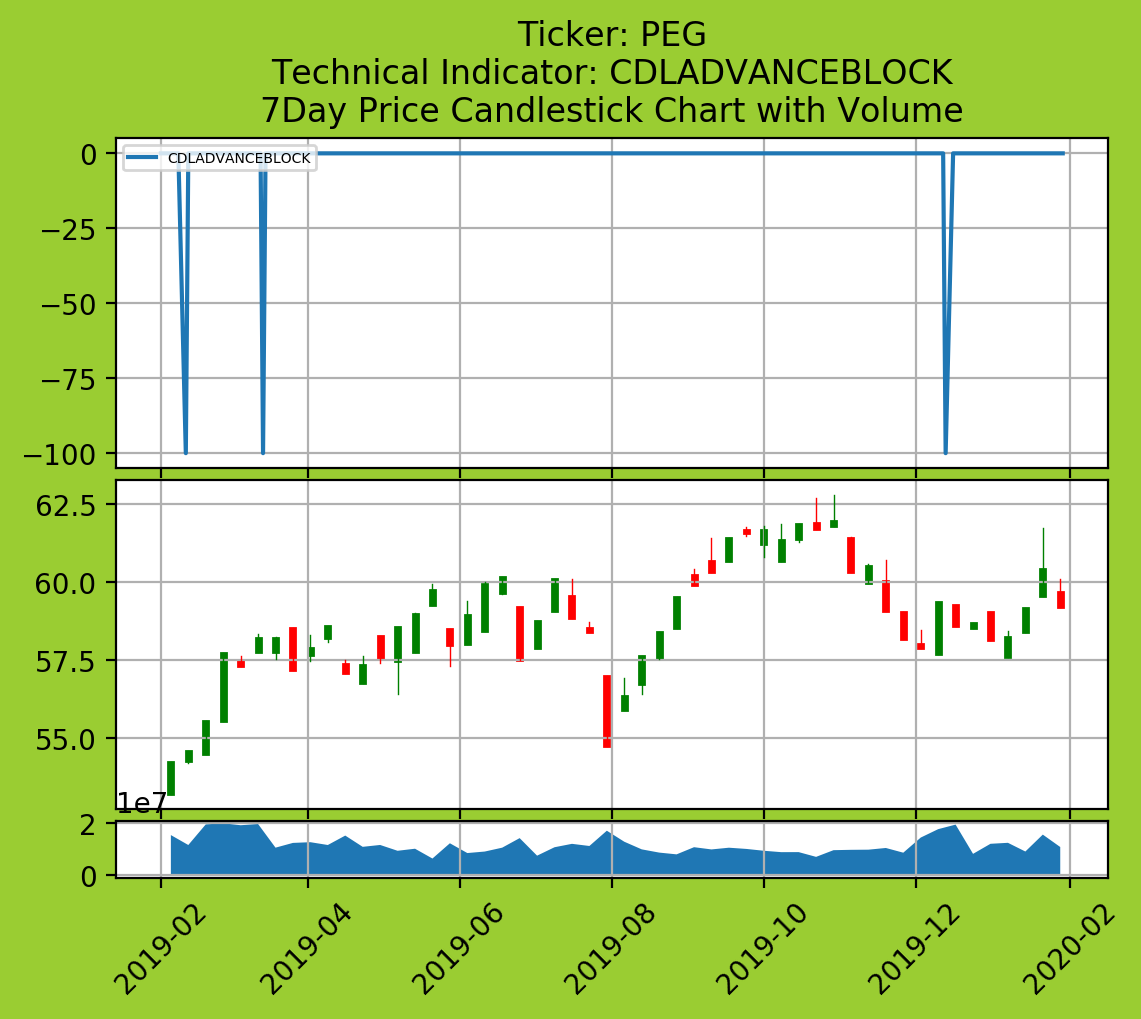 Ticker: PEG
Technical Indicator: CDLADVANCEBLOCK
7Day Price Candlestick Chart with Volume
CDLADVANCEBLOCK
0
−25
−50
−75
−100
62.5
60.0
57.5
55.0
1e7
2
0
2019-02 2019-04 2019-06 2019-08 2019-10 2019-12 2020-02